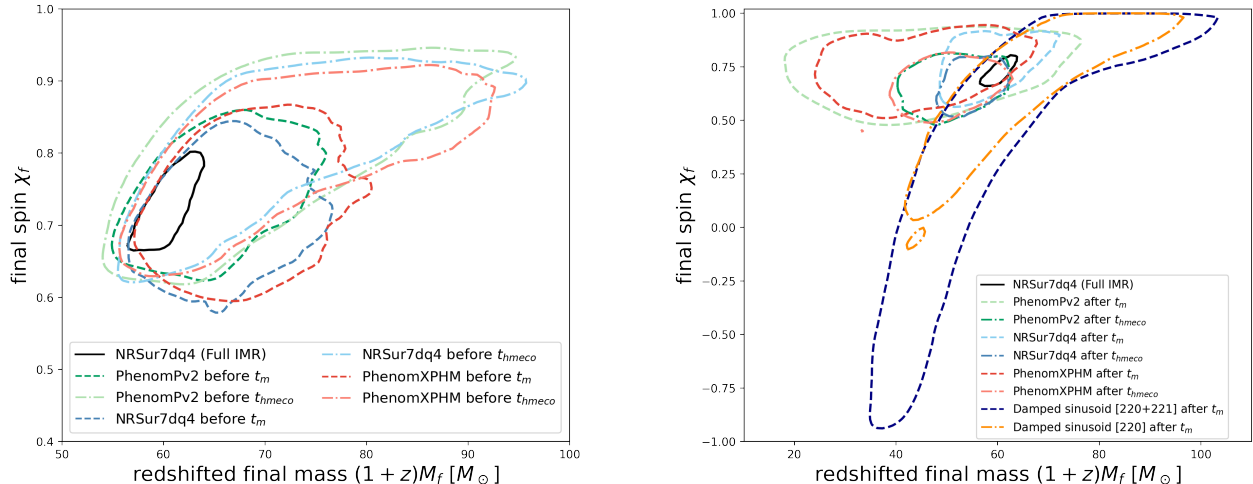 1.0
0.9
0.8
0.7
0.6
0.5
0.4
final spin χ_f
NRSur7dq4 (Full IMR)
PhenomPv2 before t_m
PhenomPv2 before t_hmeco
NRSur7dq4 before t_m
NRSur7dq4 before t_hmeco
PhenomXPHM before t_m
PhenomXPHM before t_hmeco
50 60 70 80 90 100
redshifted final mass (1 + z)M_f [M_⊙]
1.00
0.75
0.50
0.25
0.00
−0.25
−0.50
−0.75
−1.00
final spin χ_f
NRSur7dq4 (Full IMR)
PhenomPv2 after t_m
PhenomPv2 after t_hmeco
NRSur7dq4 after t_m
NRSur7dq4 after t_hmeco
PhenomXPHM after t_m
PhenomXPHM after t_hmeco
Damped sinusoid [220+221] after t_m
Damped sinusoid [220] after t_m
20 40 60 80 100
redshifted final mass (1 + z)M_f [M_⊙]